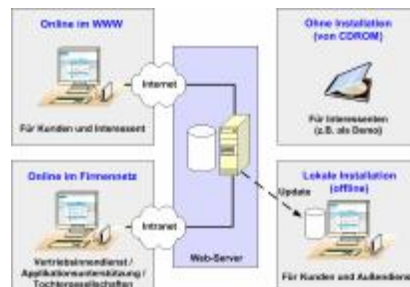 Online im WWW
Für Kunden und Interessent
Internet
Ohne Installation
(von CDROM)
Für Interessenten
(z.B. als Demo)
Online im Firmennetz
Vertriebsinnendienst /
Applikationsunterstützung /
Tochtergesellschaften
Intranet
Web-Server
Update
Lokale Installation
(offline)
Für Kunden und Außendienst